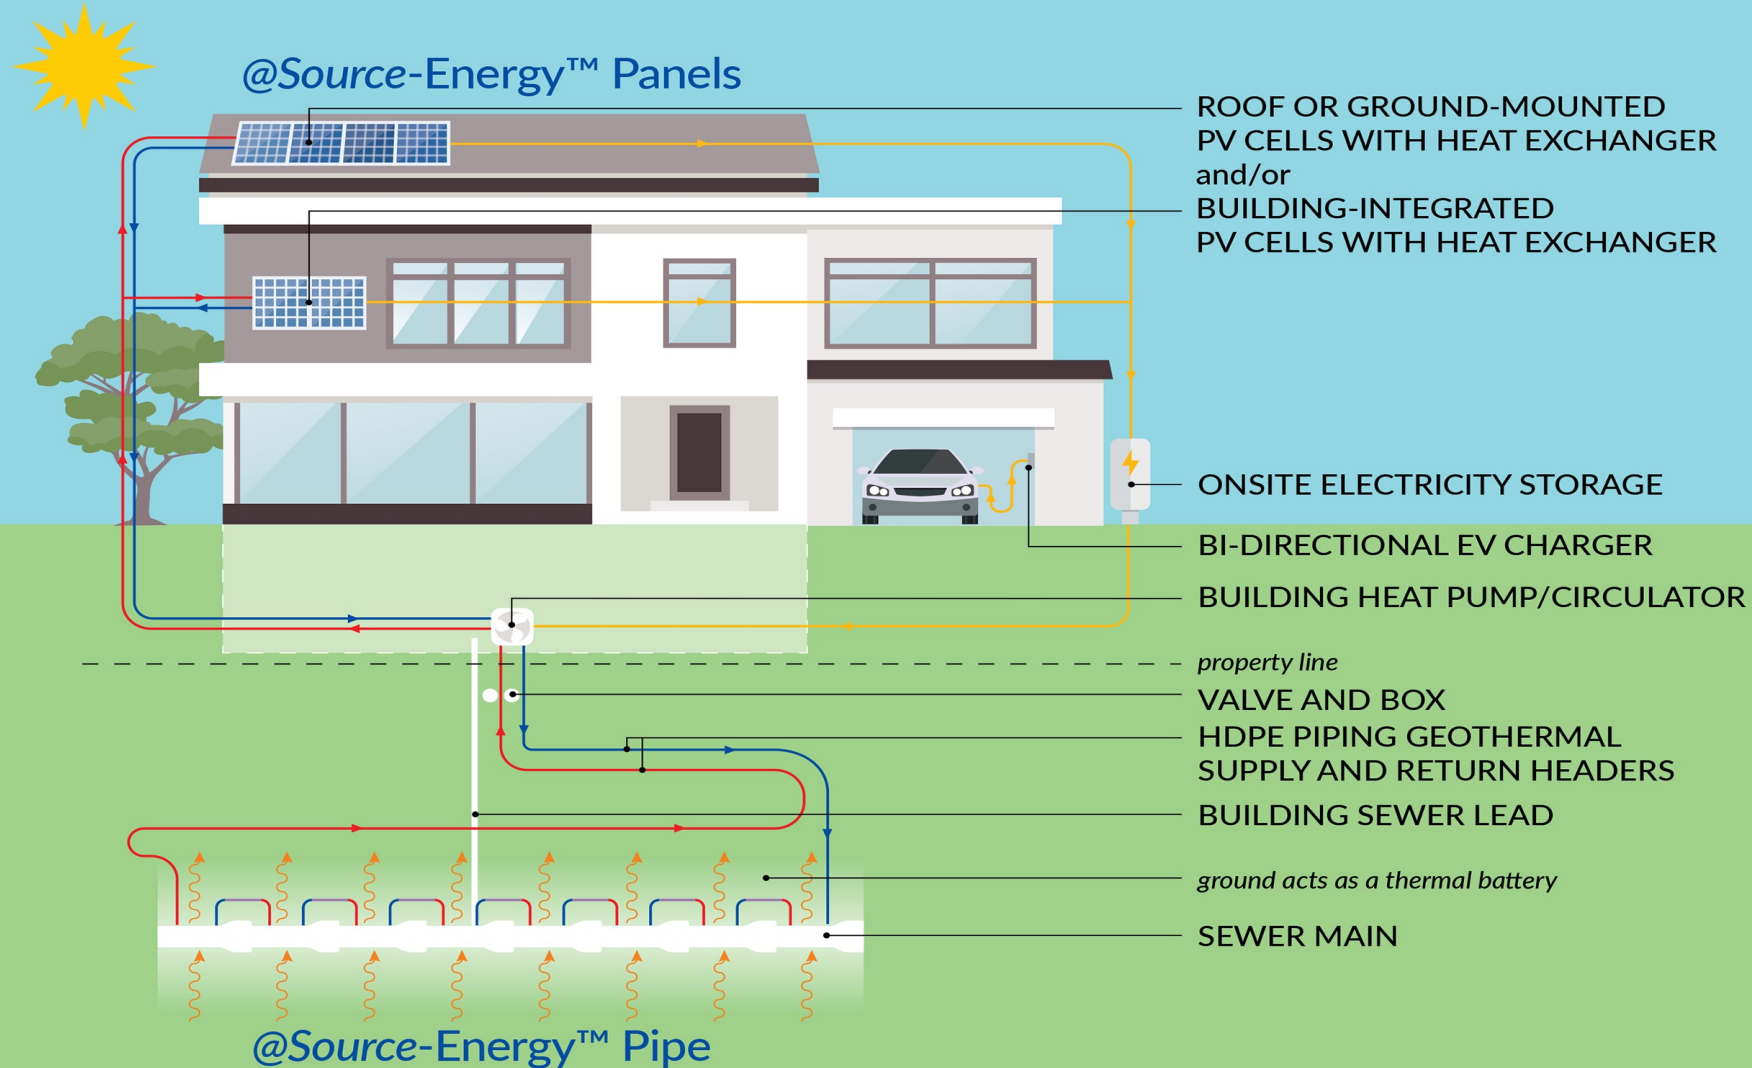 @Source-Energy™ Panels
ROOF OR GROUND-MOUNTED
PV CELLS WITH HEAT EXCHANGER
and/or
BUILDING-INTEGRATED
PV CELLS WITH HEAT EXCHANGER
ONSITE ELECTRICITY STORAGE
BI-DIRECTIONAL EV CHARGER
BUILDING HEAT PUMP/CIRCULATOR
property line
VALVE AND BOX
HDPE PIPING GEOTHERMAL
SUPPLY AND RETURN HEADERS
BUILDING SEWER LEAD
ground acts as a thermal battery
SEWER MAIN
@Source-Energy™ Pipe